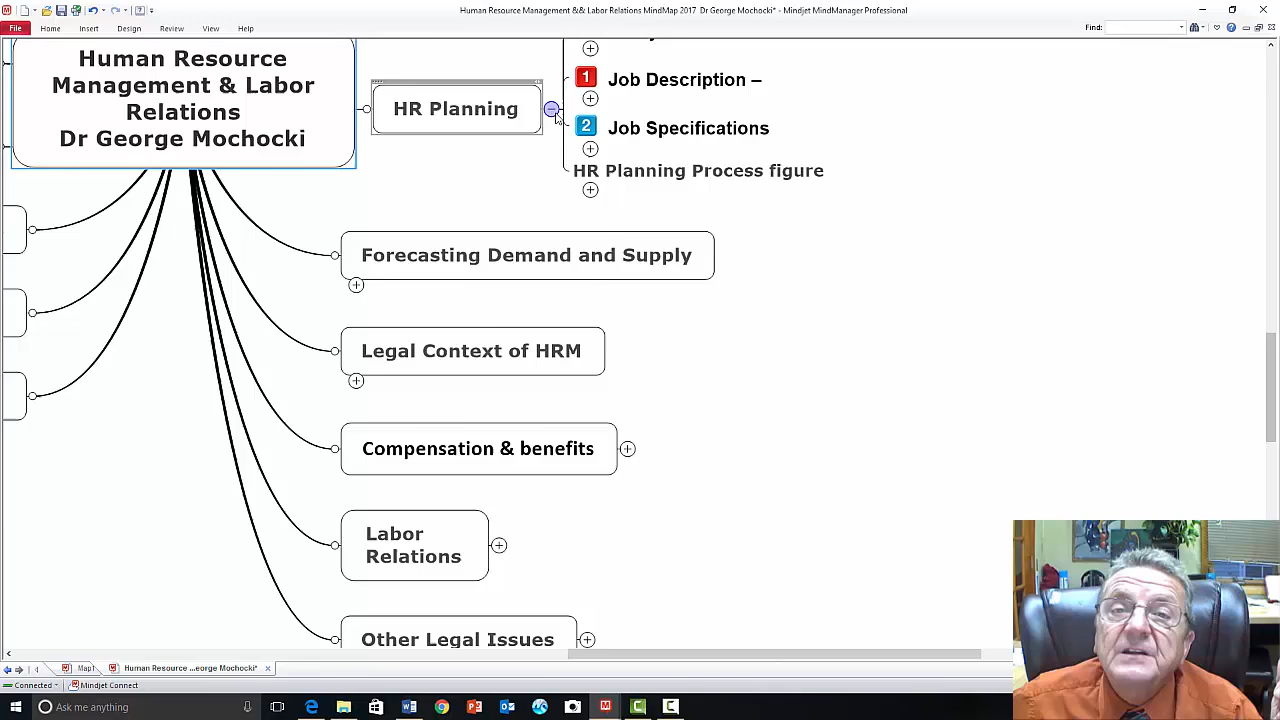 Human Resource Management && Labor Relations MindMap 2017 Dr George Mochocki* - Mindjet MindManager Professional
File Home Insert Design Review View Help
Find:
Human Resource
Management & Labor
Relations
Dr George Mochocki
HR Planning
1 Job Description –
2 Job Specifications
HR Planning Process figure
Forecasting Demand and Supply
Legal Context of HRM
Compensation & benefits
Labor
Relations
Other Legal Issues
Map1 Human Resource ...eorge Mochocki*
Connected Mindjet Connect
Ask me anything